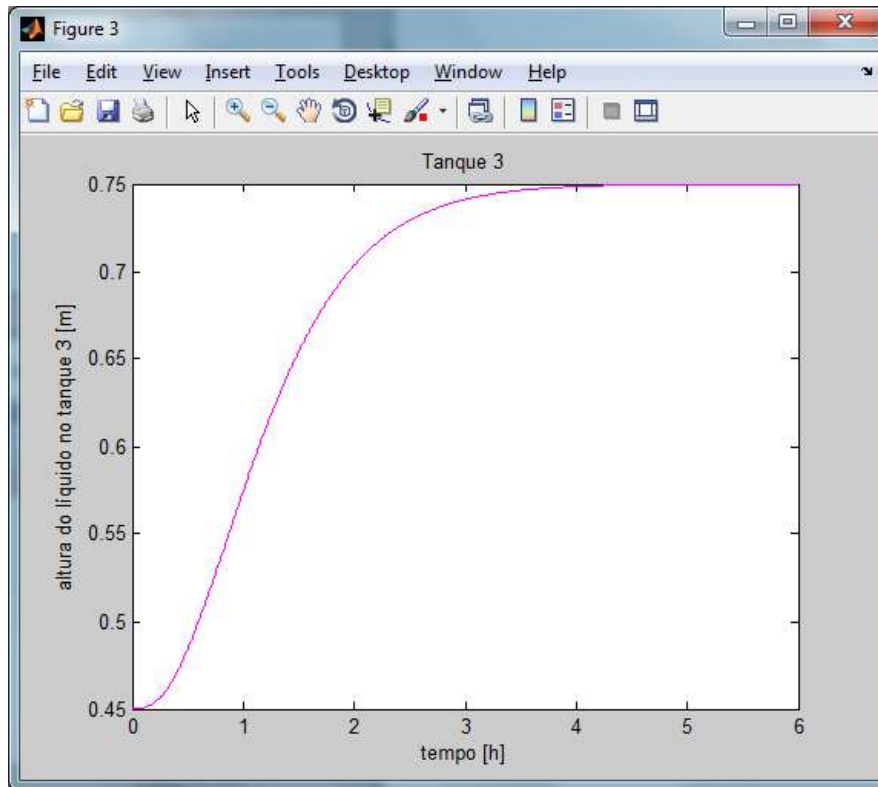 Figure 3
File Edit View Insert Tools Desktop Window Help
Tanque 3
0.75
0.7
0.65
0.6
0.55
0.5
0.45
altura do líquido no tanque 3 [m]
0 1 2 3 4 5 6
tempo [h]